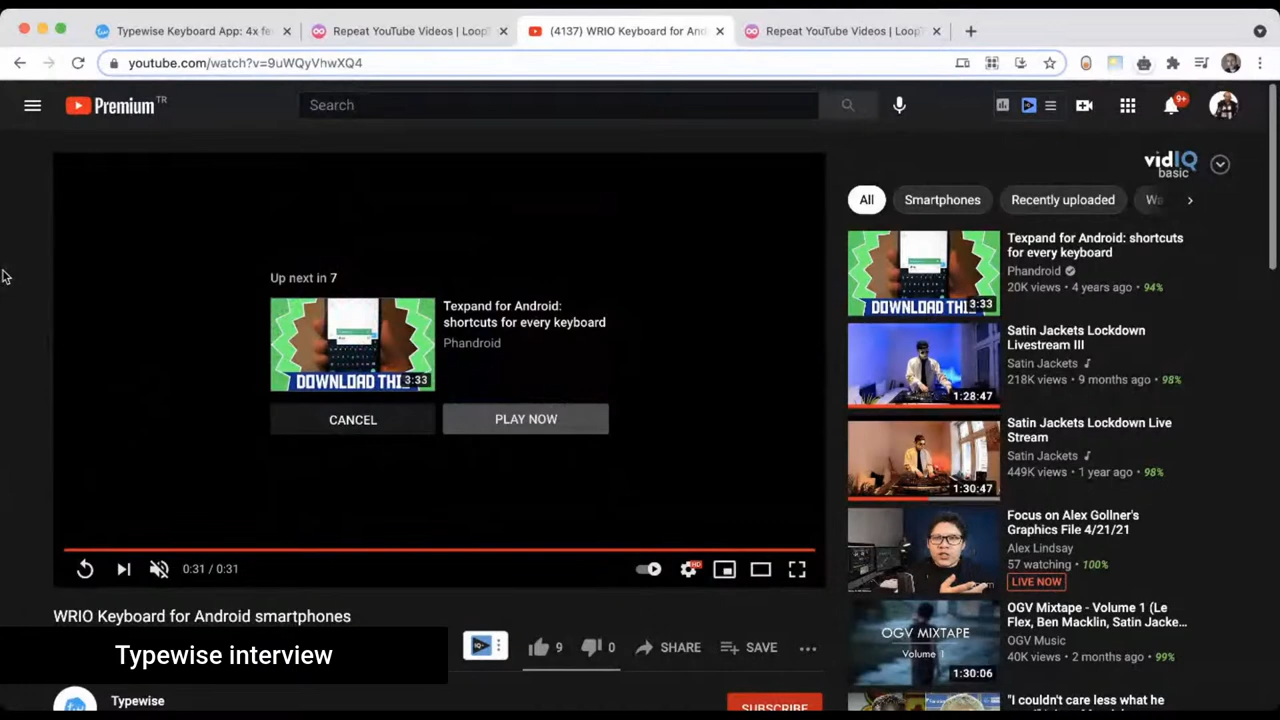 Typewise Keyboard App: 4x fe
Repeat YouTube Videos | Loop
(4137) WRIO Keyboard for And
Repeat YouTube Videos | Loop
youtube.com/watch?v=9uWQyVhwXQ4
Premium TR
Search
9+
vidIQ
basic
All
Smartphones
Recently uploaded
Up next in 7
Texpand for Android:
shortcuts for every keyboard
Phandroid
DOWNLOAD THI
3:33
CANCEL
PLAY NOW
0:31 / 0:31
HD
WRIO Keyboard for Android smartphones
Typewise interview
9
0
SHARE
SAVE
Typewise
SUBSCRIBE
DOWNLOAD THI
3:33
Texpand for Android: shortcuts
for every keyboard
Phandroid
20K views • 4 years ago • 94%
1:28:47
Satin Jackets Lockdown
Livestream III
Satin Jackets
218K views • 9 months ago • 98%
1:30:47
Satin Jackets Lockdown Live
Stream
Satin Jackets
449K views • 1 year ago • 98%
Focus on Alex Gollner's
Graphics File 4/21/21
Alex Lindsay
57 watching • 100%
LIVE NOW
OGV MIXTAPE
Volume 1
1:30:06
OGV Mixtape - Volume 1 (Le
Flex, Ben Macklin, Satin Jacke...
OGV Music
40K views • 2 months ago • 99%
"I couldn't care less what he